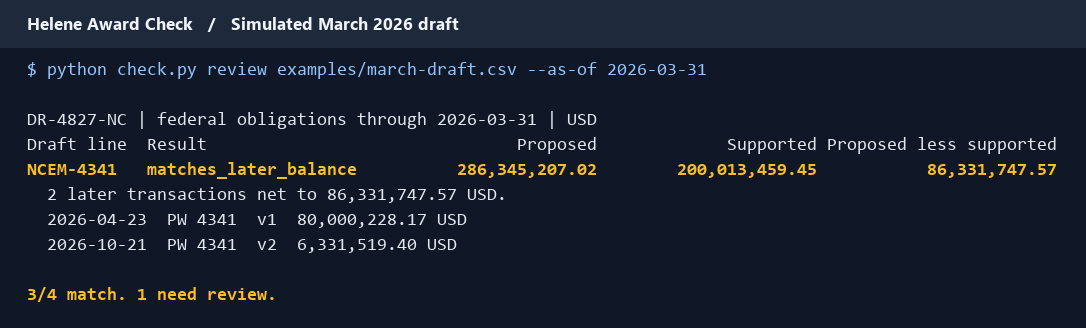 Helene Award Check / Simulated March 2026 draft
$ python check.py review examples/march-draft.csv --as-of 2026-03-31
DR-4827-NC | federal obligations through 2026-03-31 | USD
Draft line  Result                                     Proposed             Supported Proposed less supported
NCEM-4341   matches_later_balance          286,345,207.02        200,013,459.45           86,331,747.57
  2 later transactions net to 86,331,747.57 USD.
  2026-04-23  PW 4341  v1  80,000,228.17 USD
  2026-10-21  PW 4341  v2  6,331,519.40 USD
3/4 match. 1 need review.